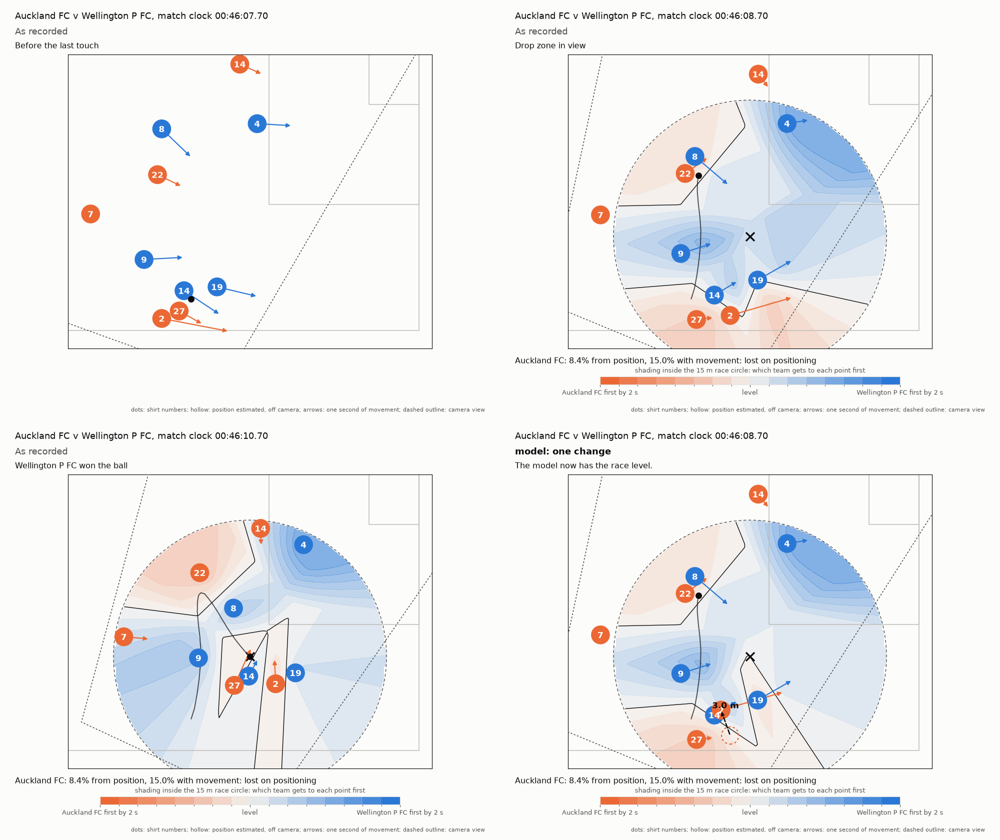 Auckland FC v Wellington P FC, match clock 00:46:07.70
As recorded
Before the last touch
14
4
8
22
7
9
14
19
27
2
dots: shirt numbers: hollow: position estimated, off camera; arrows: one second of movement; dashed outline: camera view
Auckland FC v Wellington P FC, match clock 00:46:08.70
As recorded
Drop zone in view
14
4
8
22
7
9
19
14
2
27
Auckland FC: 8.4% from position, 15.0% with movement: lost on positioning
shading inside the 15 m race circle: which team gets to each point first
Auckland FC first by 2 s
level
Wellington P FC first by 2 s
dots: shirt numbers: hollow: position estimated, off camera; arrows: one second of movement; dashed outline: camera view
Auckland FC v Wellington P FC, match clock 00:46:10.70
As recorded
Wellington P FC won the ball
14
4
22
8
7
9
19
14
27
2
Auckland FC: 8.4% from position, 15.0% with movement: lost on positioning
shading inside the 15 m race circle: which team gets to each point first
Auckland FC first by 2 s
level
Wellington P FC first by 2 s
dots: shirt numbers: hollow: position estimated, off camera; arrows: one second of movement; dashed outline: camera view
Auckland FC v Wellington P FC, match clock 00:46:08.70
model: one change
The model now has the race level.
14
4
8
22
7
9
19
3.0 m
27
Auckland FC: 8.4% from position, 15.0% with movement: lost on positioning
shading inside the 15 m race circle: which team gets to each point first
Auckland FC first by 2 s
level
Wellington P FC first by 2 s
dots: shirt numbers: hollow: position estimated, off camera; arrows: one second of movement; dashed outline: camera view